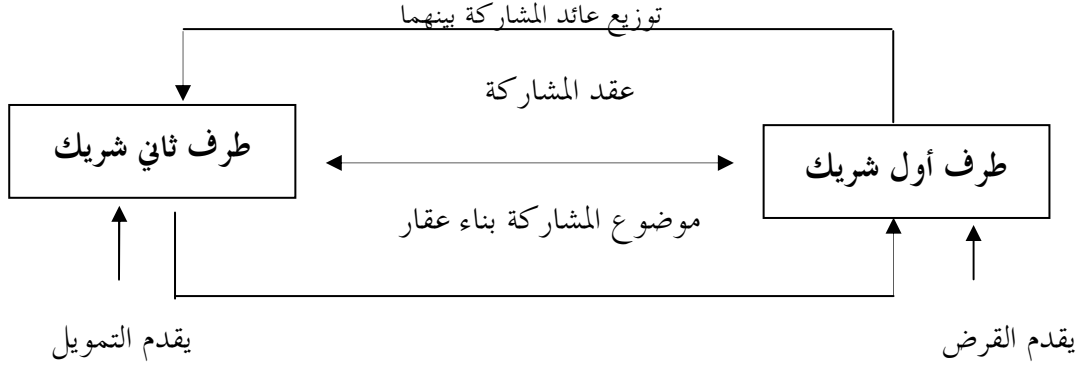 توزيع عائد المشاركة بينهما
عقد المشاركة
طرف أول شريك
طرف ثاني شريك
موضوع المشاركة بناء عقار
يقدم القرض
يقدم التمويل